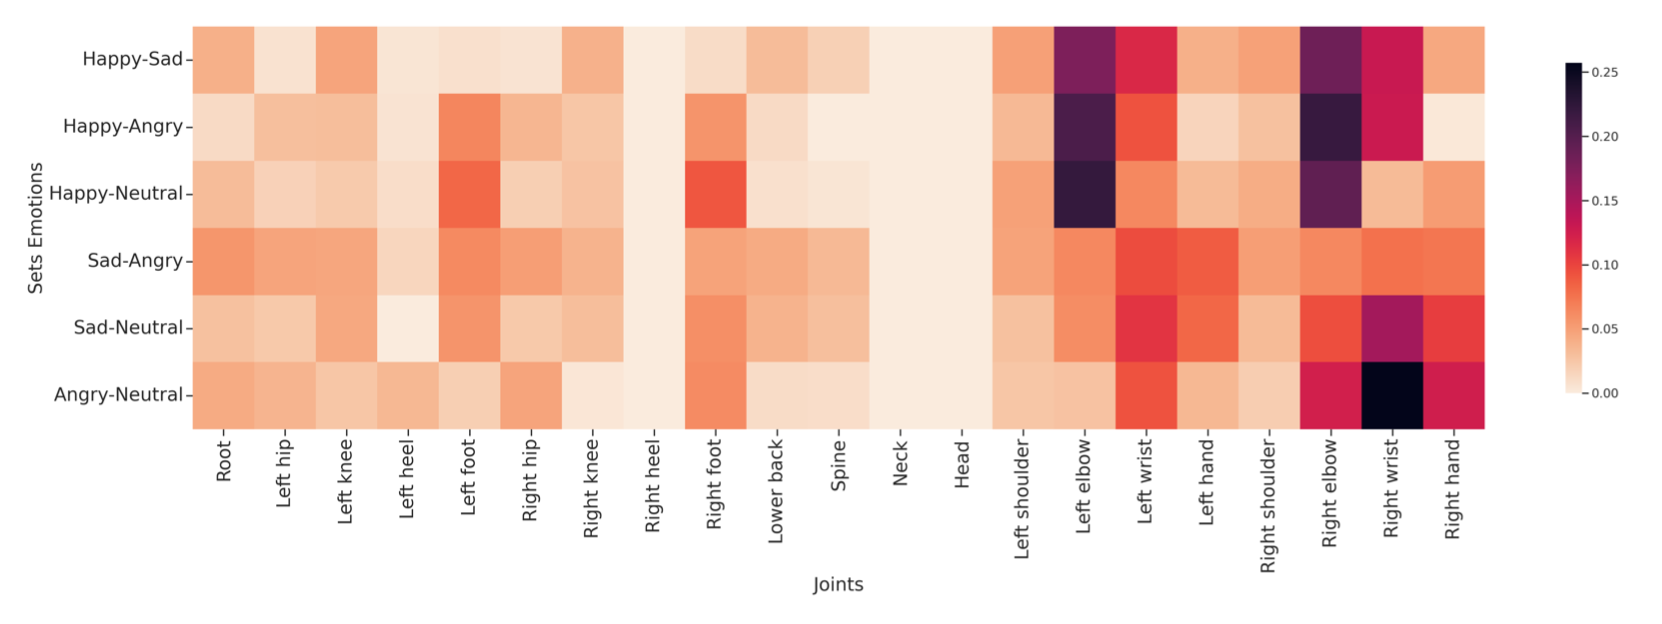 Sets Emotions
Happy-Sad
Happy-Angry
Happy-Neutral
Sad-Angry
Sad-Neutral
Angry-Neutral
Root
Left hip
Left knee
Left heel
Left foot
Right hip
Right knee
Right heel
Right foot
Lower back
Spine
Neck
Head
Left shoulder
Left elbow
Left wrist
Left hand
Right shoulder
Right elbow
Right wrist
Right hand
Joints
0.25
0.20
0.15
0.10
0.05
0.00